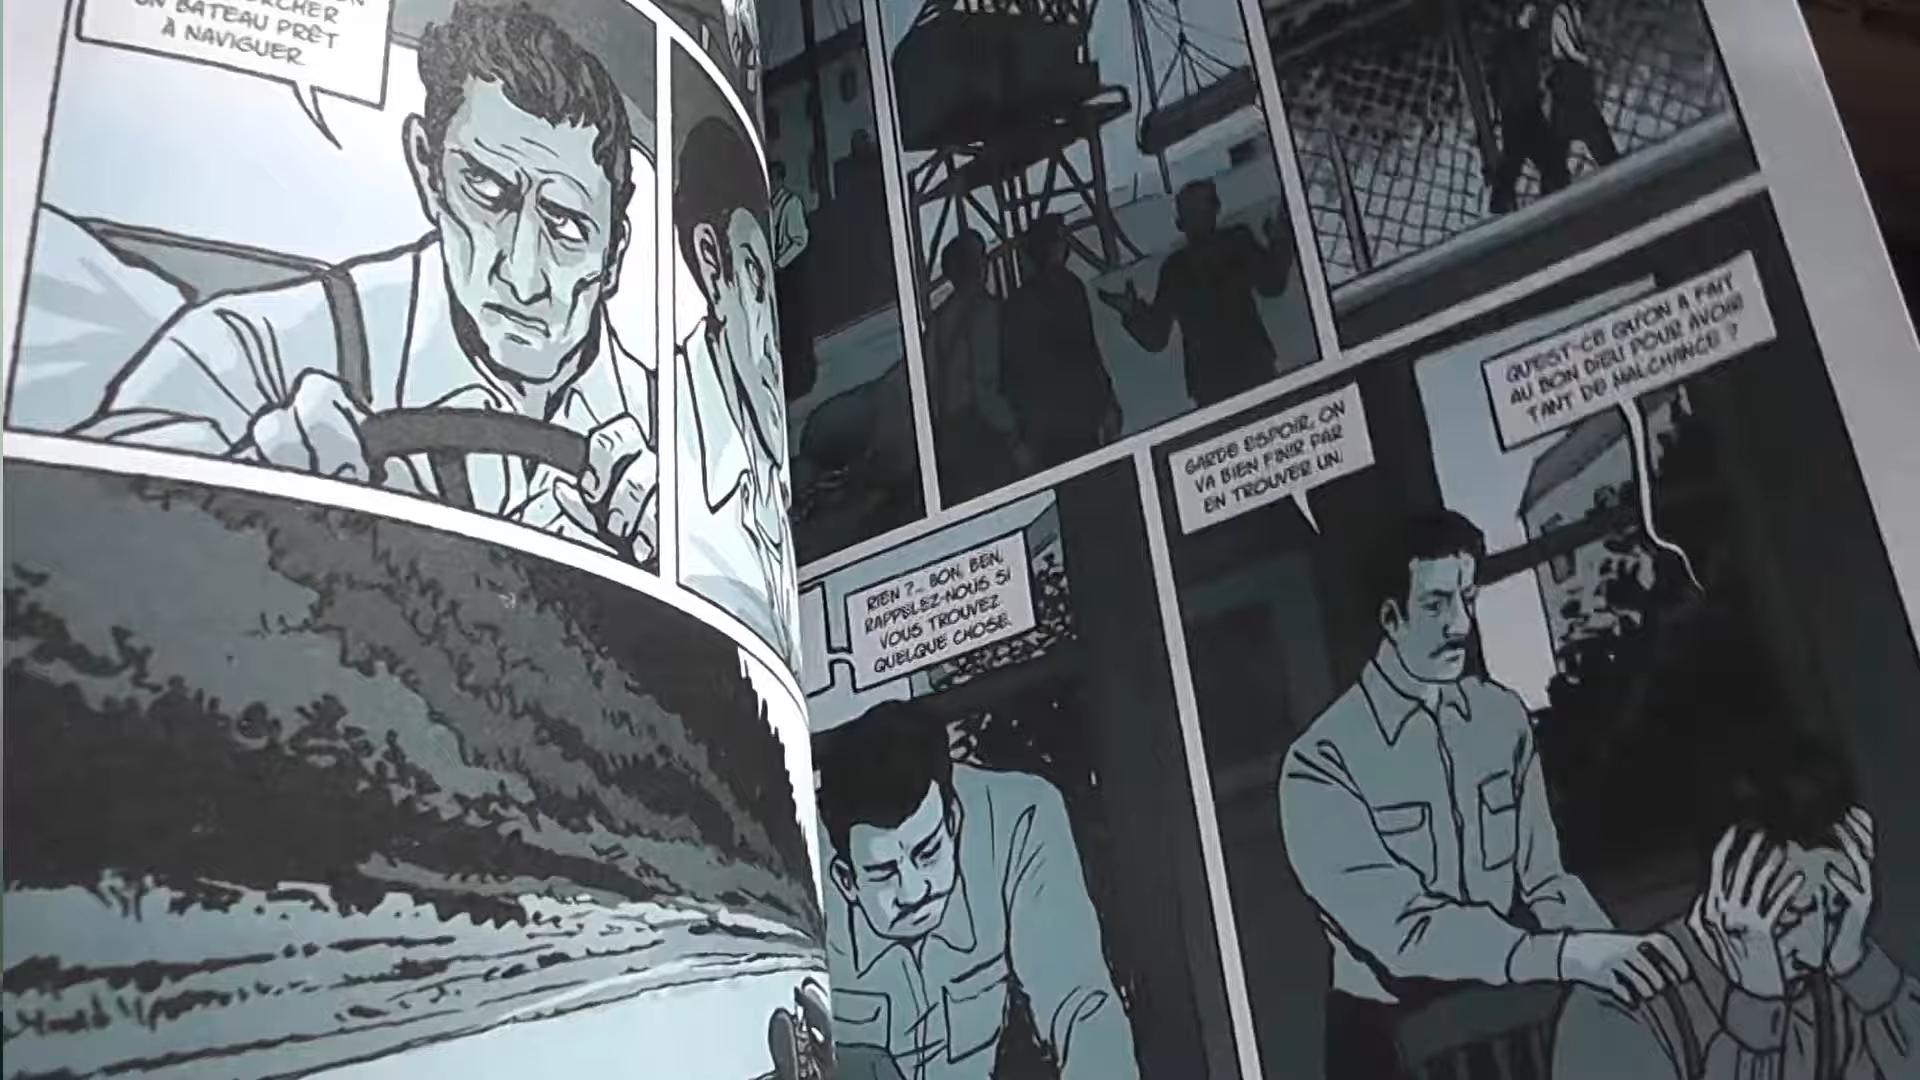 CHERCHER
UN BATEAU PRÊT
À NAVIGUER
RIEN ?... BON, BEN,
RAPPELEZ-NOUS SI
VOUS TROUVEZ
QUELQUE CHOSE.
GARDE ESPOIR, ON
VA BIEN FINIR PAR
EN TROUVER UN.
QU'EST-CE QU'ON A FAIT
AU BON DIEU POUR AVOIR
TANT DE MALCHANCE ?